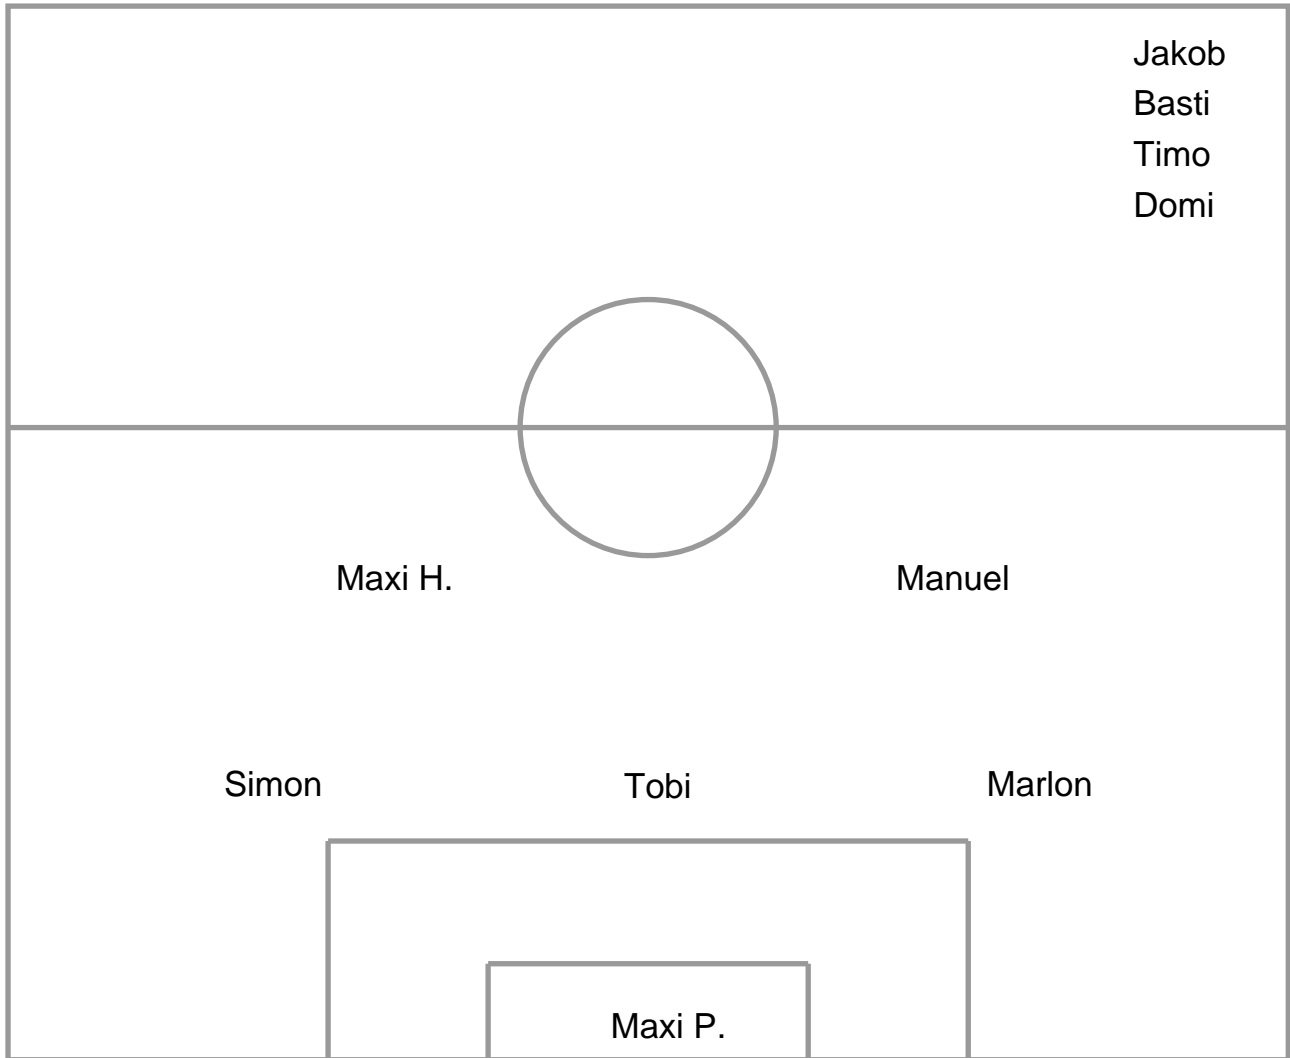 Jakob
Basti
Timo
Domi
Maxi H. Manuel
Simon Tobi Marlon
Maxi P.